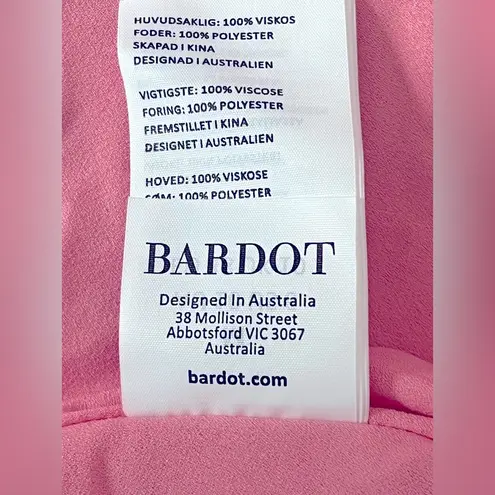 HUVUDSAKLIG: 100% VISKOS
FODER: 100% POLYESTER
SKAPAD I KINA
DESIGNAD I AUSTRALIEN
VIGTIGSTE: 100% VISCOSE
FORING: 100% POLYESTER
FREMSTILLET I KINA
DESIGNET I AUSTRALIEN
HOVED: 100% VISKOSE
SØM: 100% POLYESTER
BARDOT
Designed In Australia
38 Mollison Street
Abbotsford VIC 3067
Australia
bardot.com